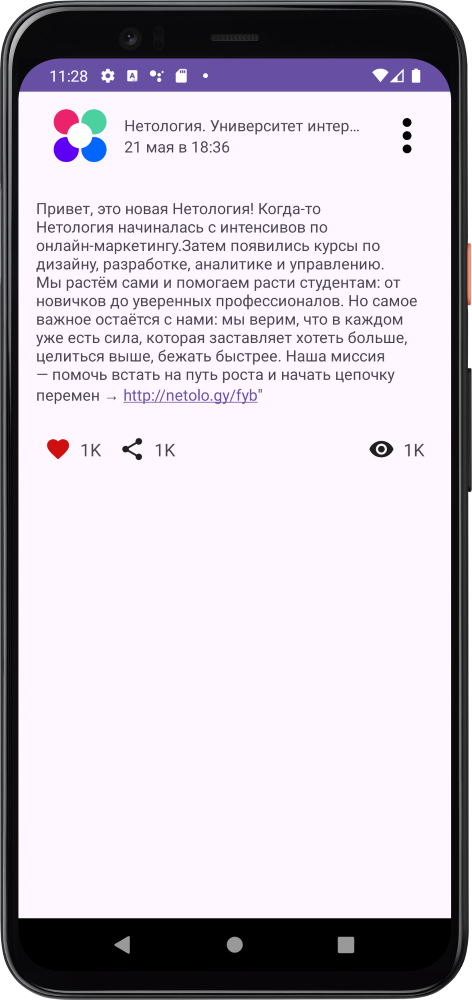 11:28
Нетология. Университет интер...
21 мая в 18:36
Привет, это новая Нетология! Когда-то
Нетология начиналась с интенсивов по
онлайн-маркетингу.Затем появились курсы по
дизайну, разработке, аналитике и управлению.
Мы растём сами и помогаем расти студентам: от
новичков до уверенных профессионалов. Но самое
важное остаётся с нами: мы верим, что в каждом
уже есть сила, которая заставляет хотеть больше,
целиться выше, бежать быстрее. Наша миссия
— помочь встать на путь роста и начать цепочку
перемен → http://netolo.gy/fyb"
1K 1K 1K